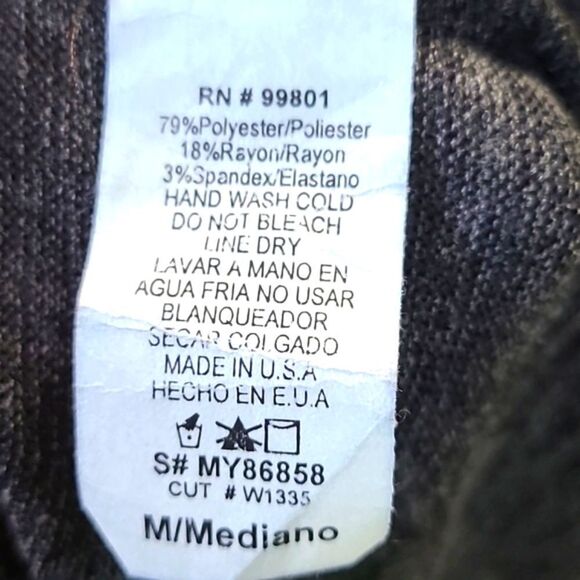 RN # 99801
79%Polyester/Poliester
18%Rayon/Rayon
3%Spandex/Elastano
HAND WASH COLD
DO NOT BLEACH
LINE DRY
LAVAR A MANO EN
AGUA FRIA NO USAR
BLANQUEADOR
SECAR COLGADO
MADE IN U.S.A
HECHO EN E.U.A
S# MY86858
CUT # W1335
M/Mediano